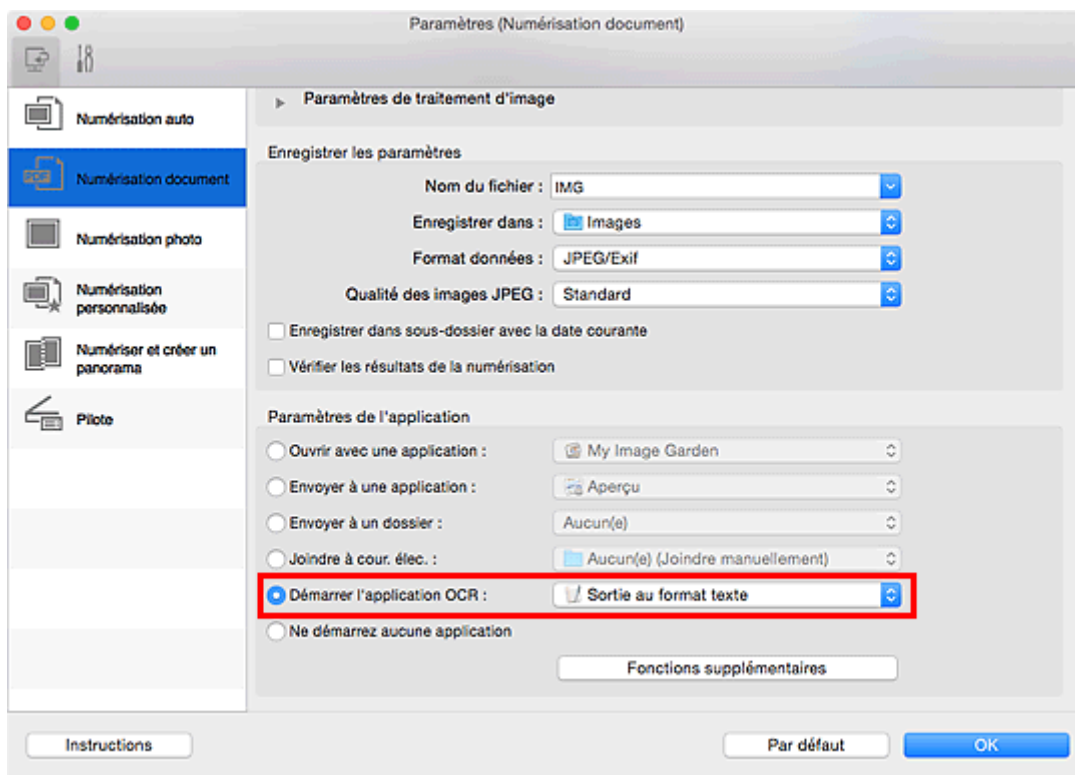 Paramètres (Numérisation document)
Numérisation auto
Numérisation document
Numérisation photo
Numérisation
personnalisée
Numériser et créer un
panorama
Pilote
Paramètres de traitement d'image
Enregistrer les paramètres
Nom du fichier : IMG
Enregistrer dans : Images
Format données : JPEG/Exif
Qualité des images JPEG : Standard
Enregistrer dans sous-dossier avec la date courante
Vérifier les résultats de la numérisation
Paramètres de l'application
Ouvrir avec une application : My Image Garden
Envoyer à une application : Aperçu
Envoyer à un dossier : Aucun(e)
Joindre à cour. élec. : Aucun(e) (Joindre manuellement)
Démarrer l'application OCR : Sortie au format texte
Ne démarrez aucune application
Fonctions supplémentaires
Instructions
Par défaut
OK